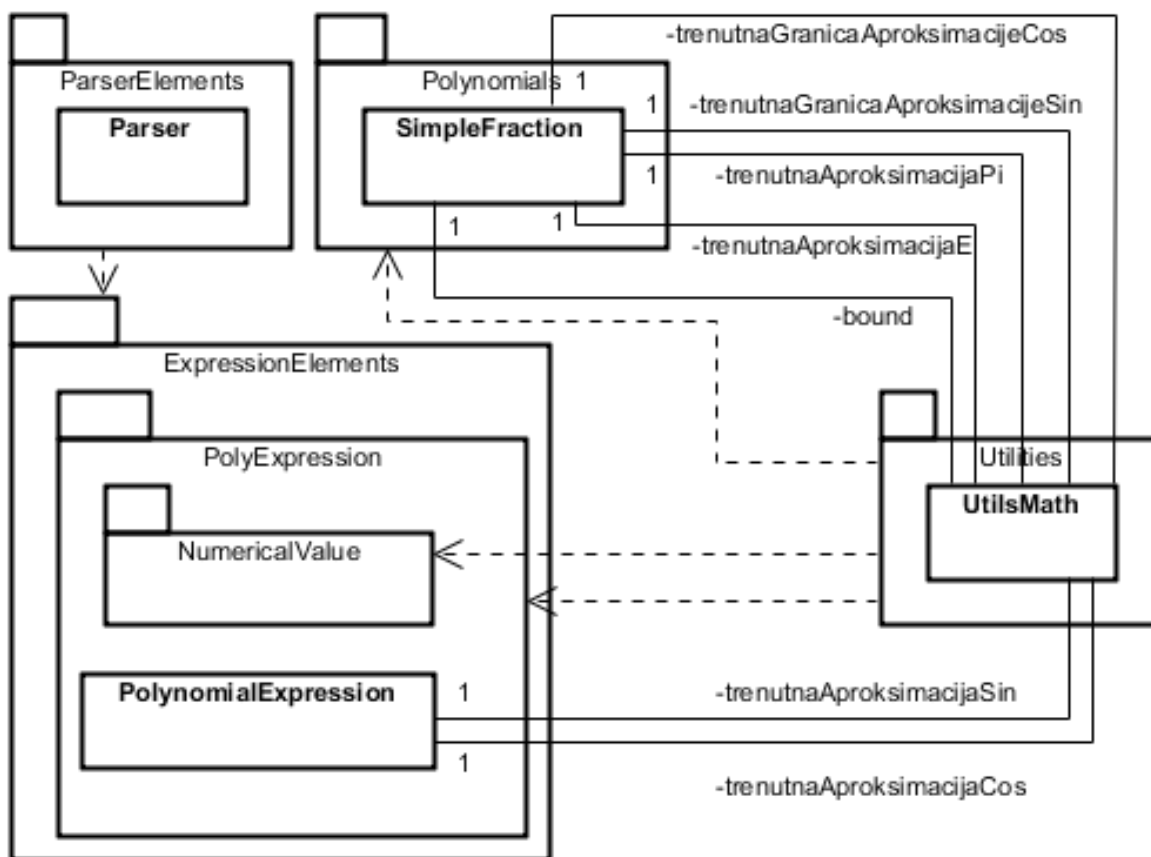 -trenutnaGranicaAproksimacijeCos
ParserElements
Polynomials
1
Parser
SimpleFraction
1
-trenutnaGranicaAproksimacijeSin
1
-trenutnaAproksimacijaPi
1
1
-trenutnaAproksimacijaE
-bound
ExpressionElements
PolyExpression
Utilities
UtilsMath
NumericalValue
PolynomialExpression
1
-trenutnaAproksimacijaSin
1
-trenutnaAproksimacijaCos